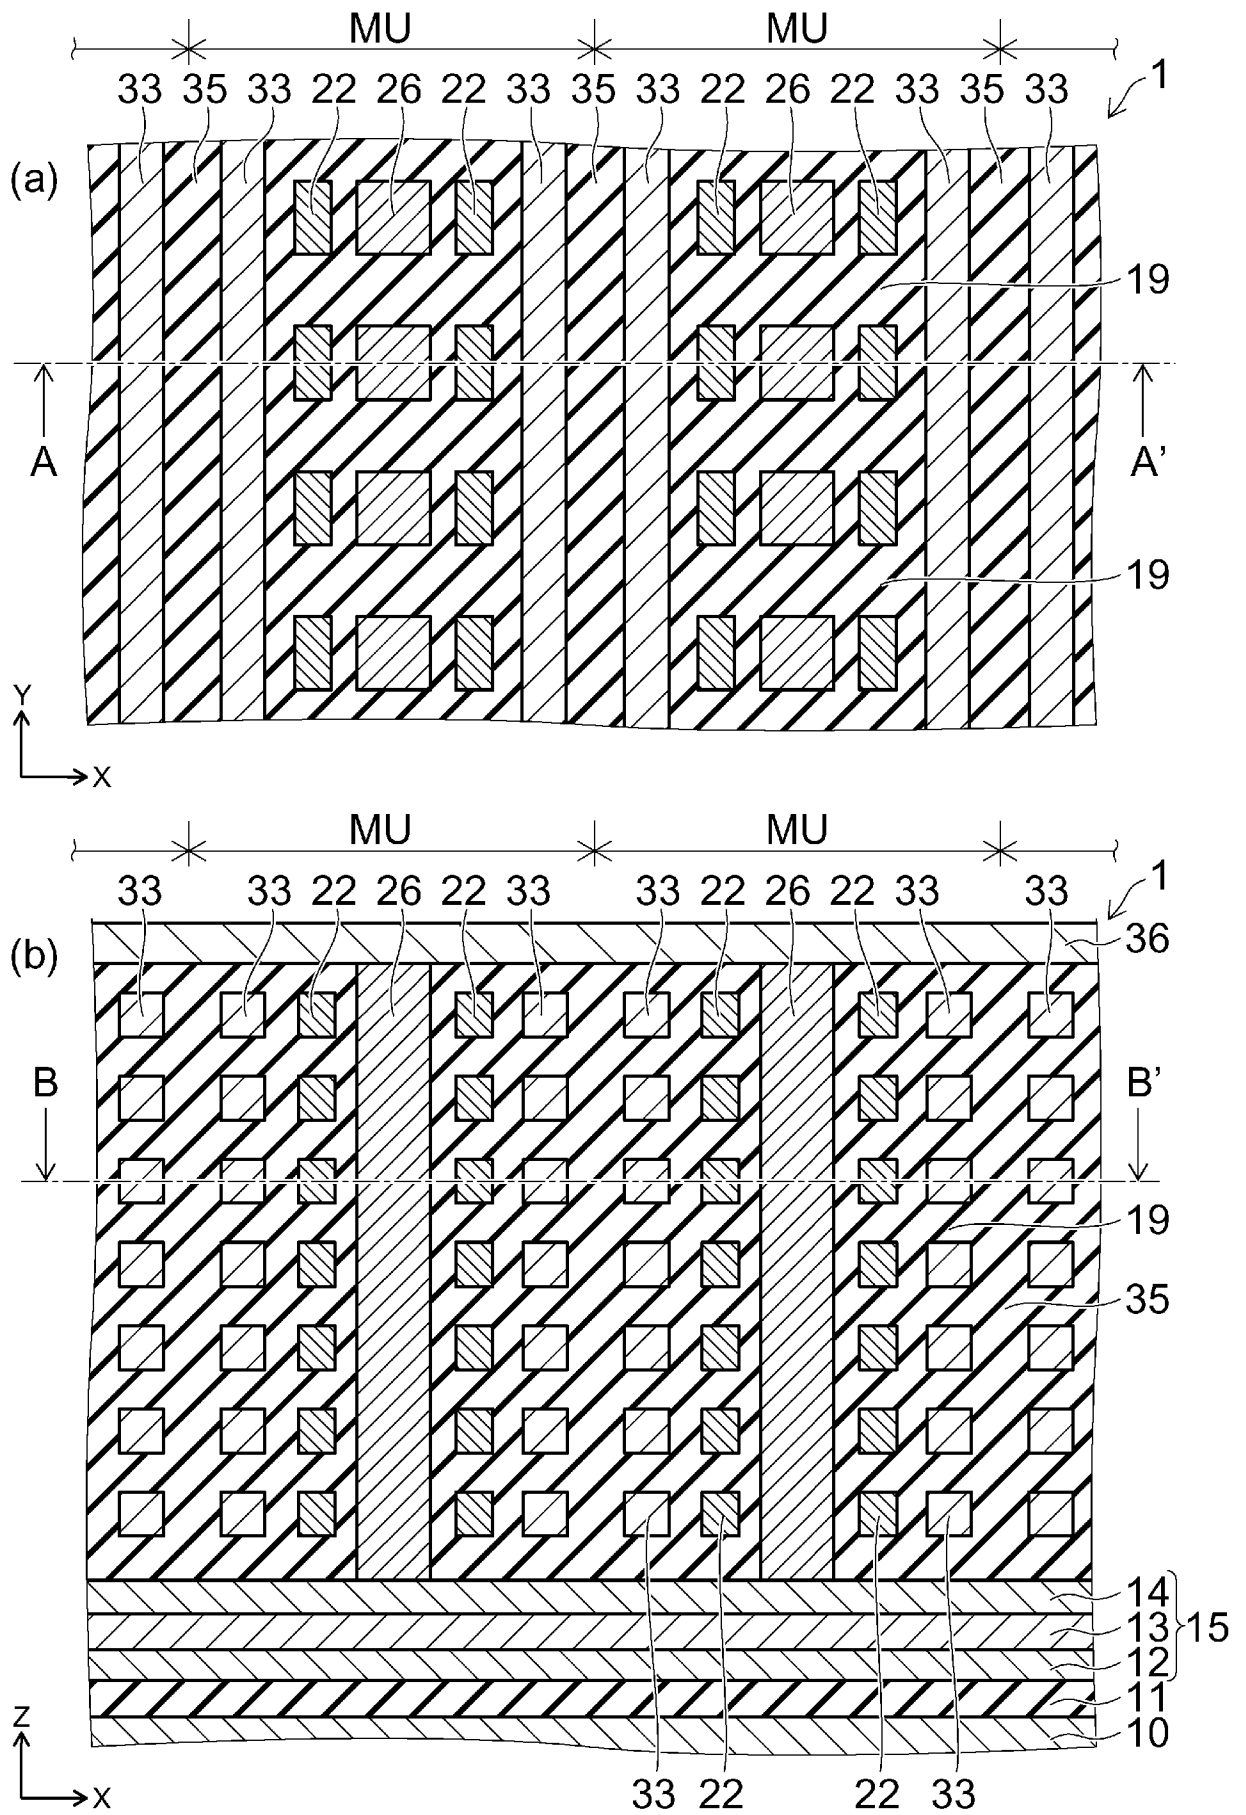 MU MU
33 35 33 22 26 22 33 35 33 22 26 22 33 35 33 1
(a)
19
A A’
19
Y
X
MU MU
33 33 22 26 22 33 33 22 26 22 33 33 1
(b) 36
B B’
19
35
14
13 15
12
11
Z
10
X
33 22 22 33